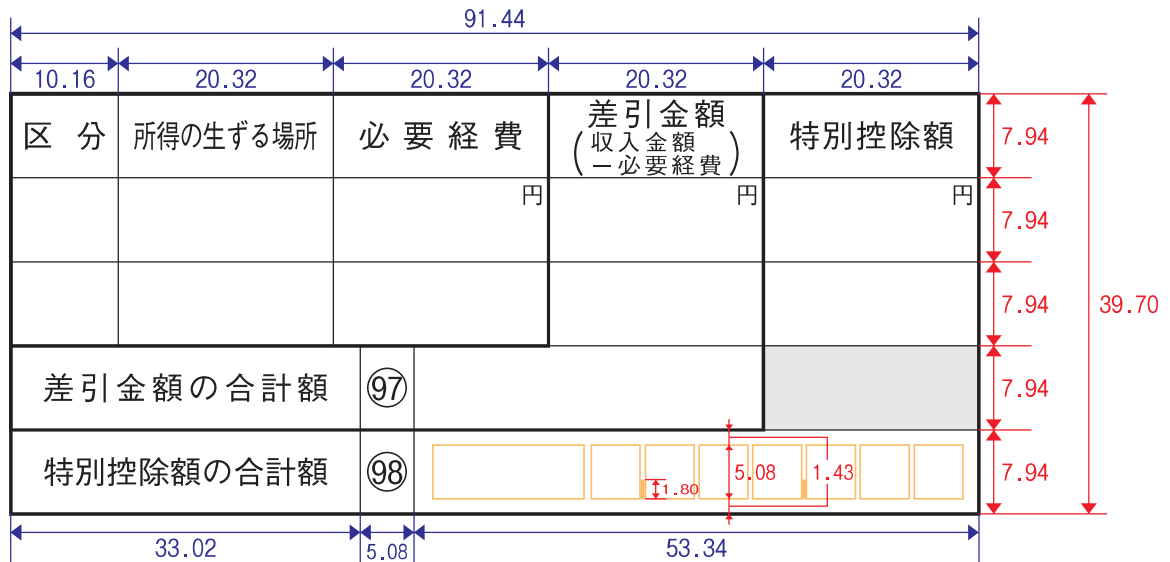 91.44
10.16 20.32 20.32 20.32 20.32
区 分 所得の生ずる場所 必要経費 差引金額 特別控除額 7.94
(収入金額
－必要経費)
円 円 円 7.94
7.94 39.70
差引金額の合計額 97 7.94
特別控除額の合計額 98 1.80 5.08 1.43 7.94
33.02 5.08 53.34